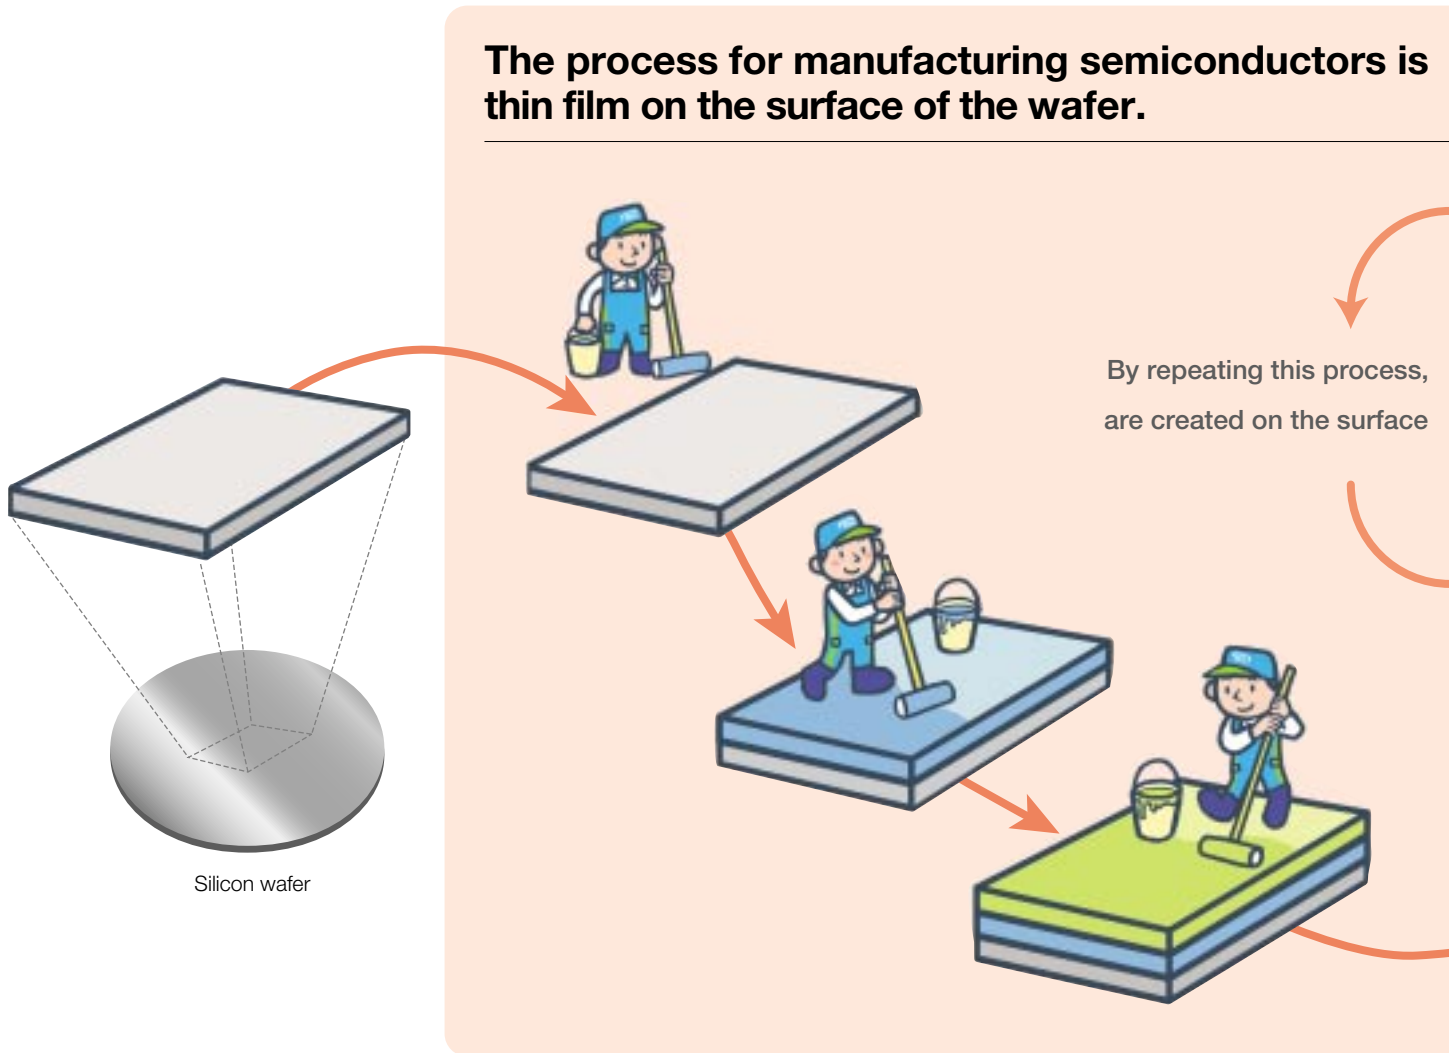 The process for manufacturing semiconductors is
thin film on the surface of the wafer.
By repeating this process,
are created on the surface
Silicon wafer